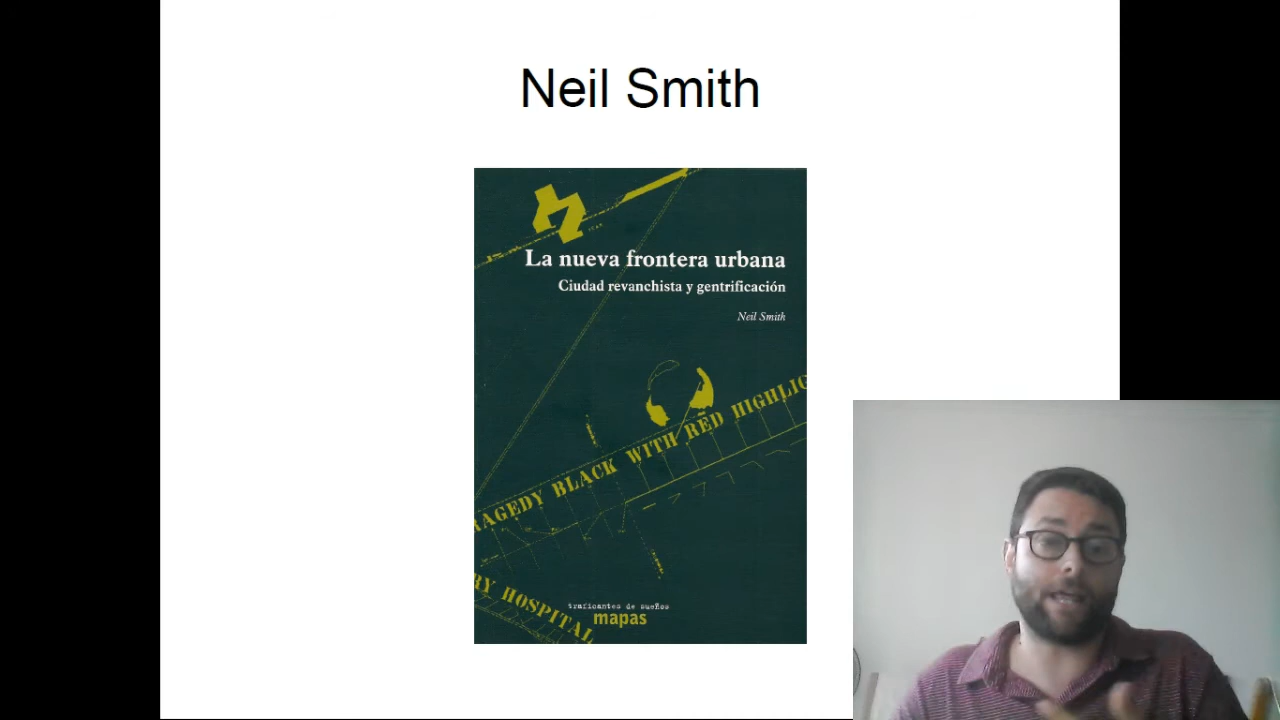 Neil Smith
La nueva frontera urbana
Ciudad revanchista y gentrificación
Neil Smith
RAGEDY BLACK WITH RED HIGHLIG
RY HOSPITAL
traficantes de sueños
mapas